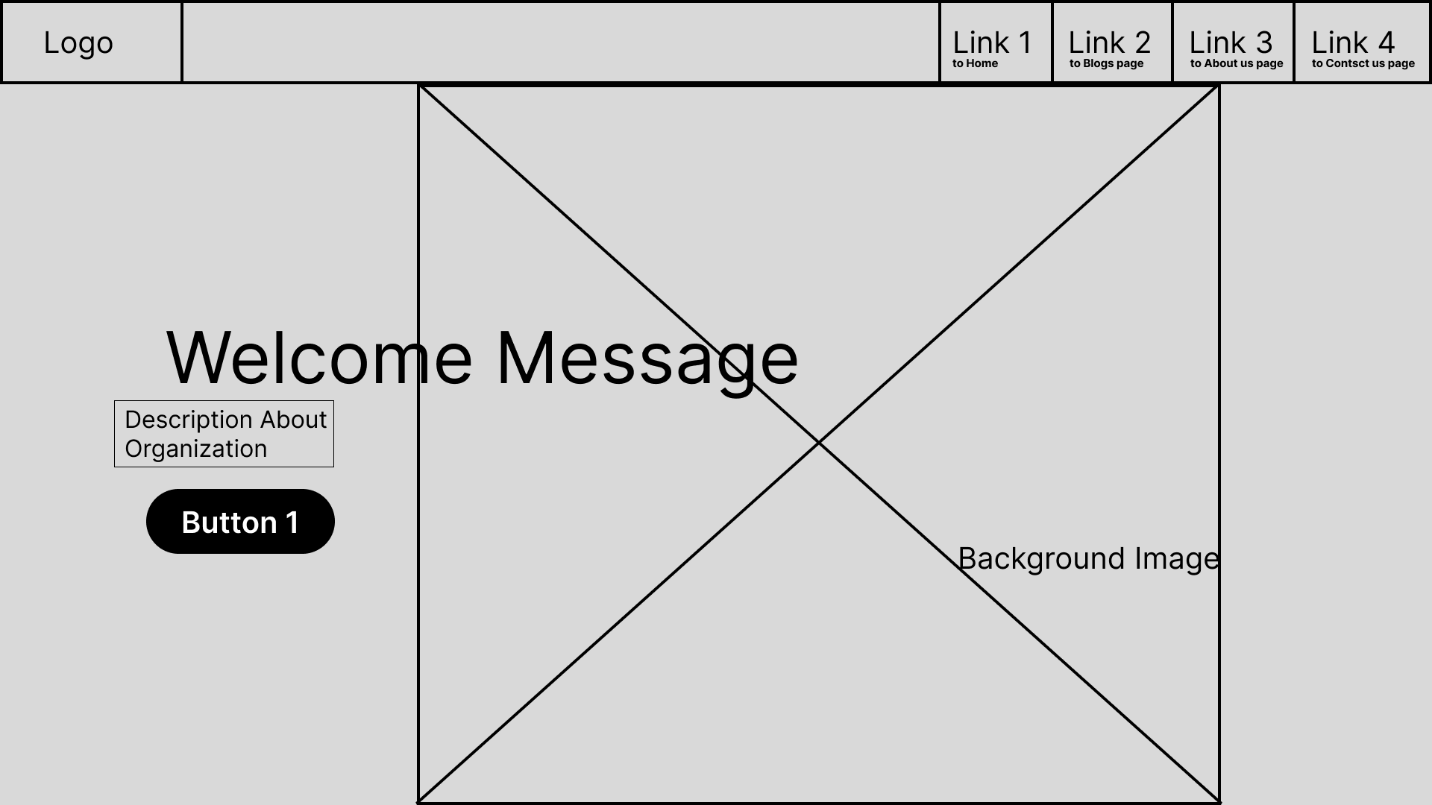 Logo
Link 1
to Home
Link 2
to Blogs page
Link 3
to About us page
Link 4
to Contsct us page
Welcome Message
Description About
Organization
Button 1
Background Image